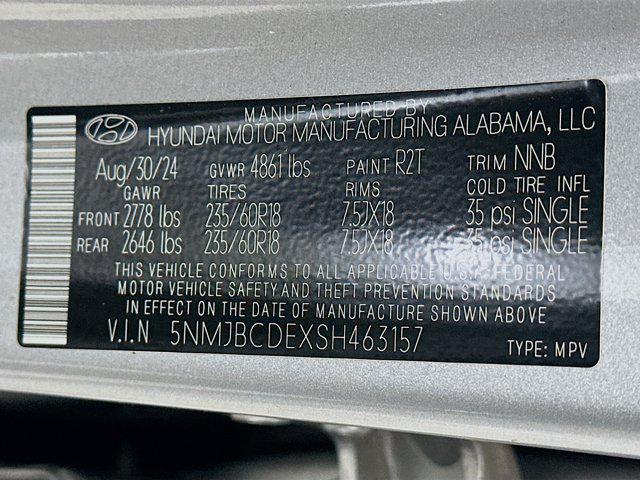 MANUFACTURED BY
HYUNDAI MOTOR MANUFACTURING ALABAMA, LLC
Aug/30/24 GVWR 4861 lbs PAINT R2T TRIM NNB
GAWR TIRES RIMS COLD TIRE INFL
FRONT 2778 lbs 235/60R18 7.5JX18 35 psi SINGLE
REAR 2646 lbs 235/60R18 7.5JX18 35 psi SINGLE
THIS VEHICLE CONFORMS TO ALL APPLICABLE U.S.A. FEDERAL
MOTOR VEHICLE SAFETY AND THEFT PREVENTION STANDARDS
IN EFFECT ON THE DATE OF MANUFACTURE SHOWN ABOVE
V.I.N 5NMJBCDEXSH463157 TYPE: MPV